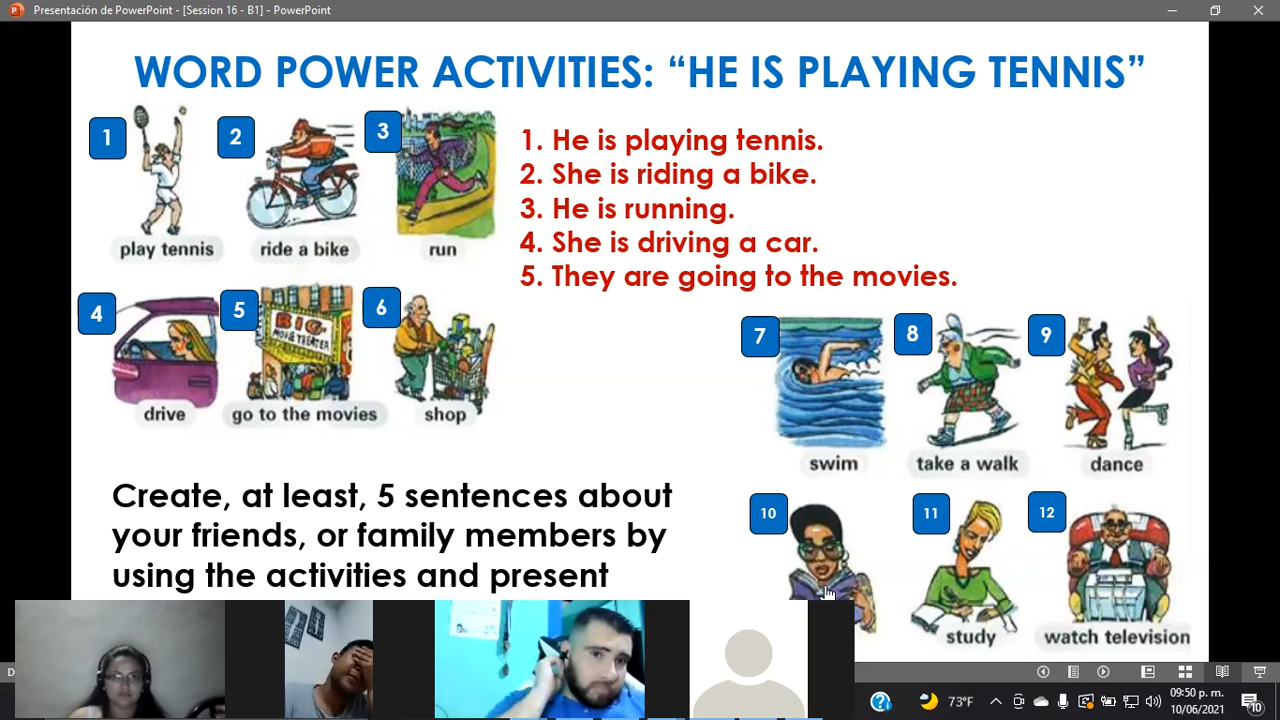 Presentación de PowerPoint - [Session 16 - B1] - PowerPoint
WORD POWER ACTIVITIES: “HE IS PLAYING TENNIS”
1
2
3
play tennis
ride a bike
run
1. He is playing tennis.
2. She is riding a bike.
3. He is running.
4. She is driving a car.
5. They are going to the movies.
4
5
6
BIG
MOVIE THEATER
drive
go to the movies
shop
7
8
9
swim
take a walk
dance
10
11
12
study
watch television
Create, at least, 5 sentences about
your friends, or family members by
using the activities and present
73°F
09:50 p. m.
10/06/2021
10